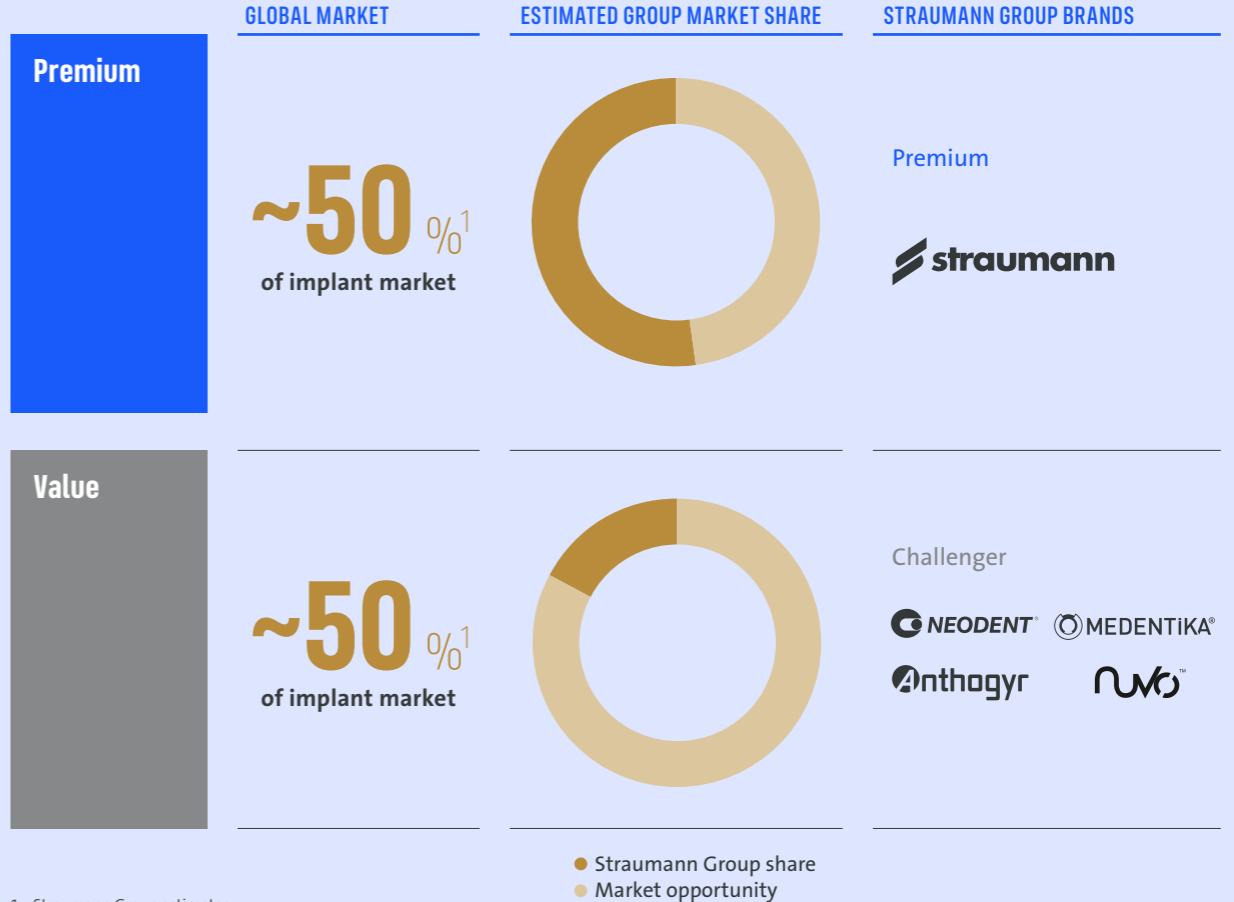 GLOBAL MARKET
ESTIMATED GROUP MARKET SHARE
STRAUMANN GROUP BRANDS
Premium
~50 %1
of implant market
Premium
straumann
Value
~50 %1
of implant market
Challenger
NEODENT®
MEDENTiKA®
Anthogyr
nuvo™
Straumann Group share
Market opportunity